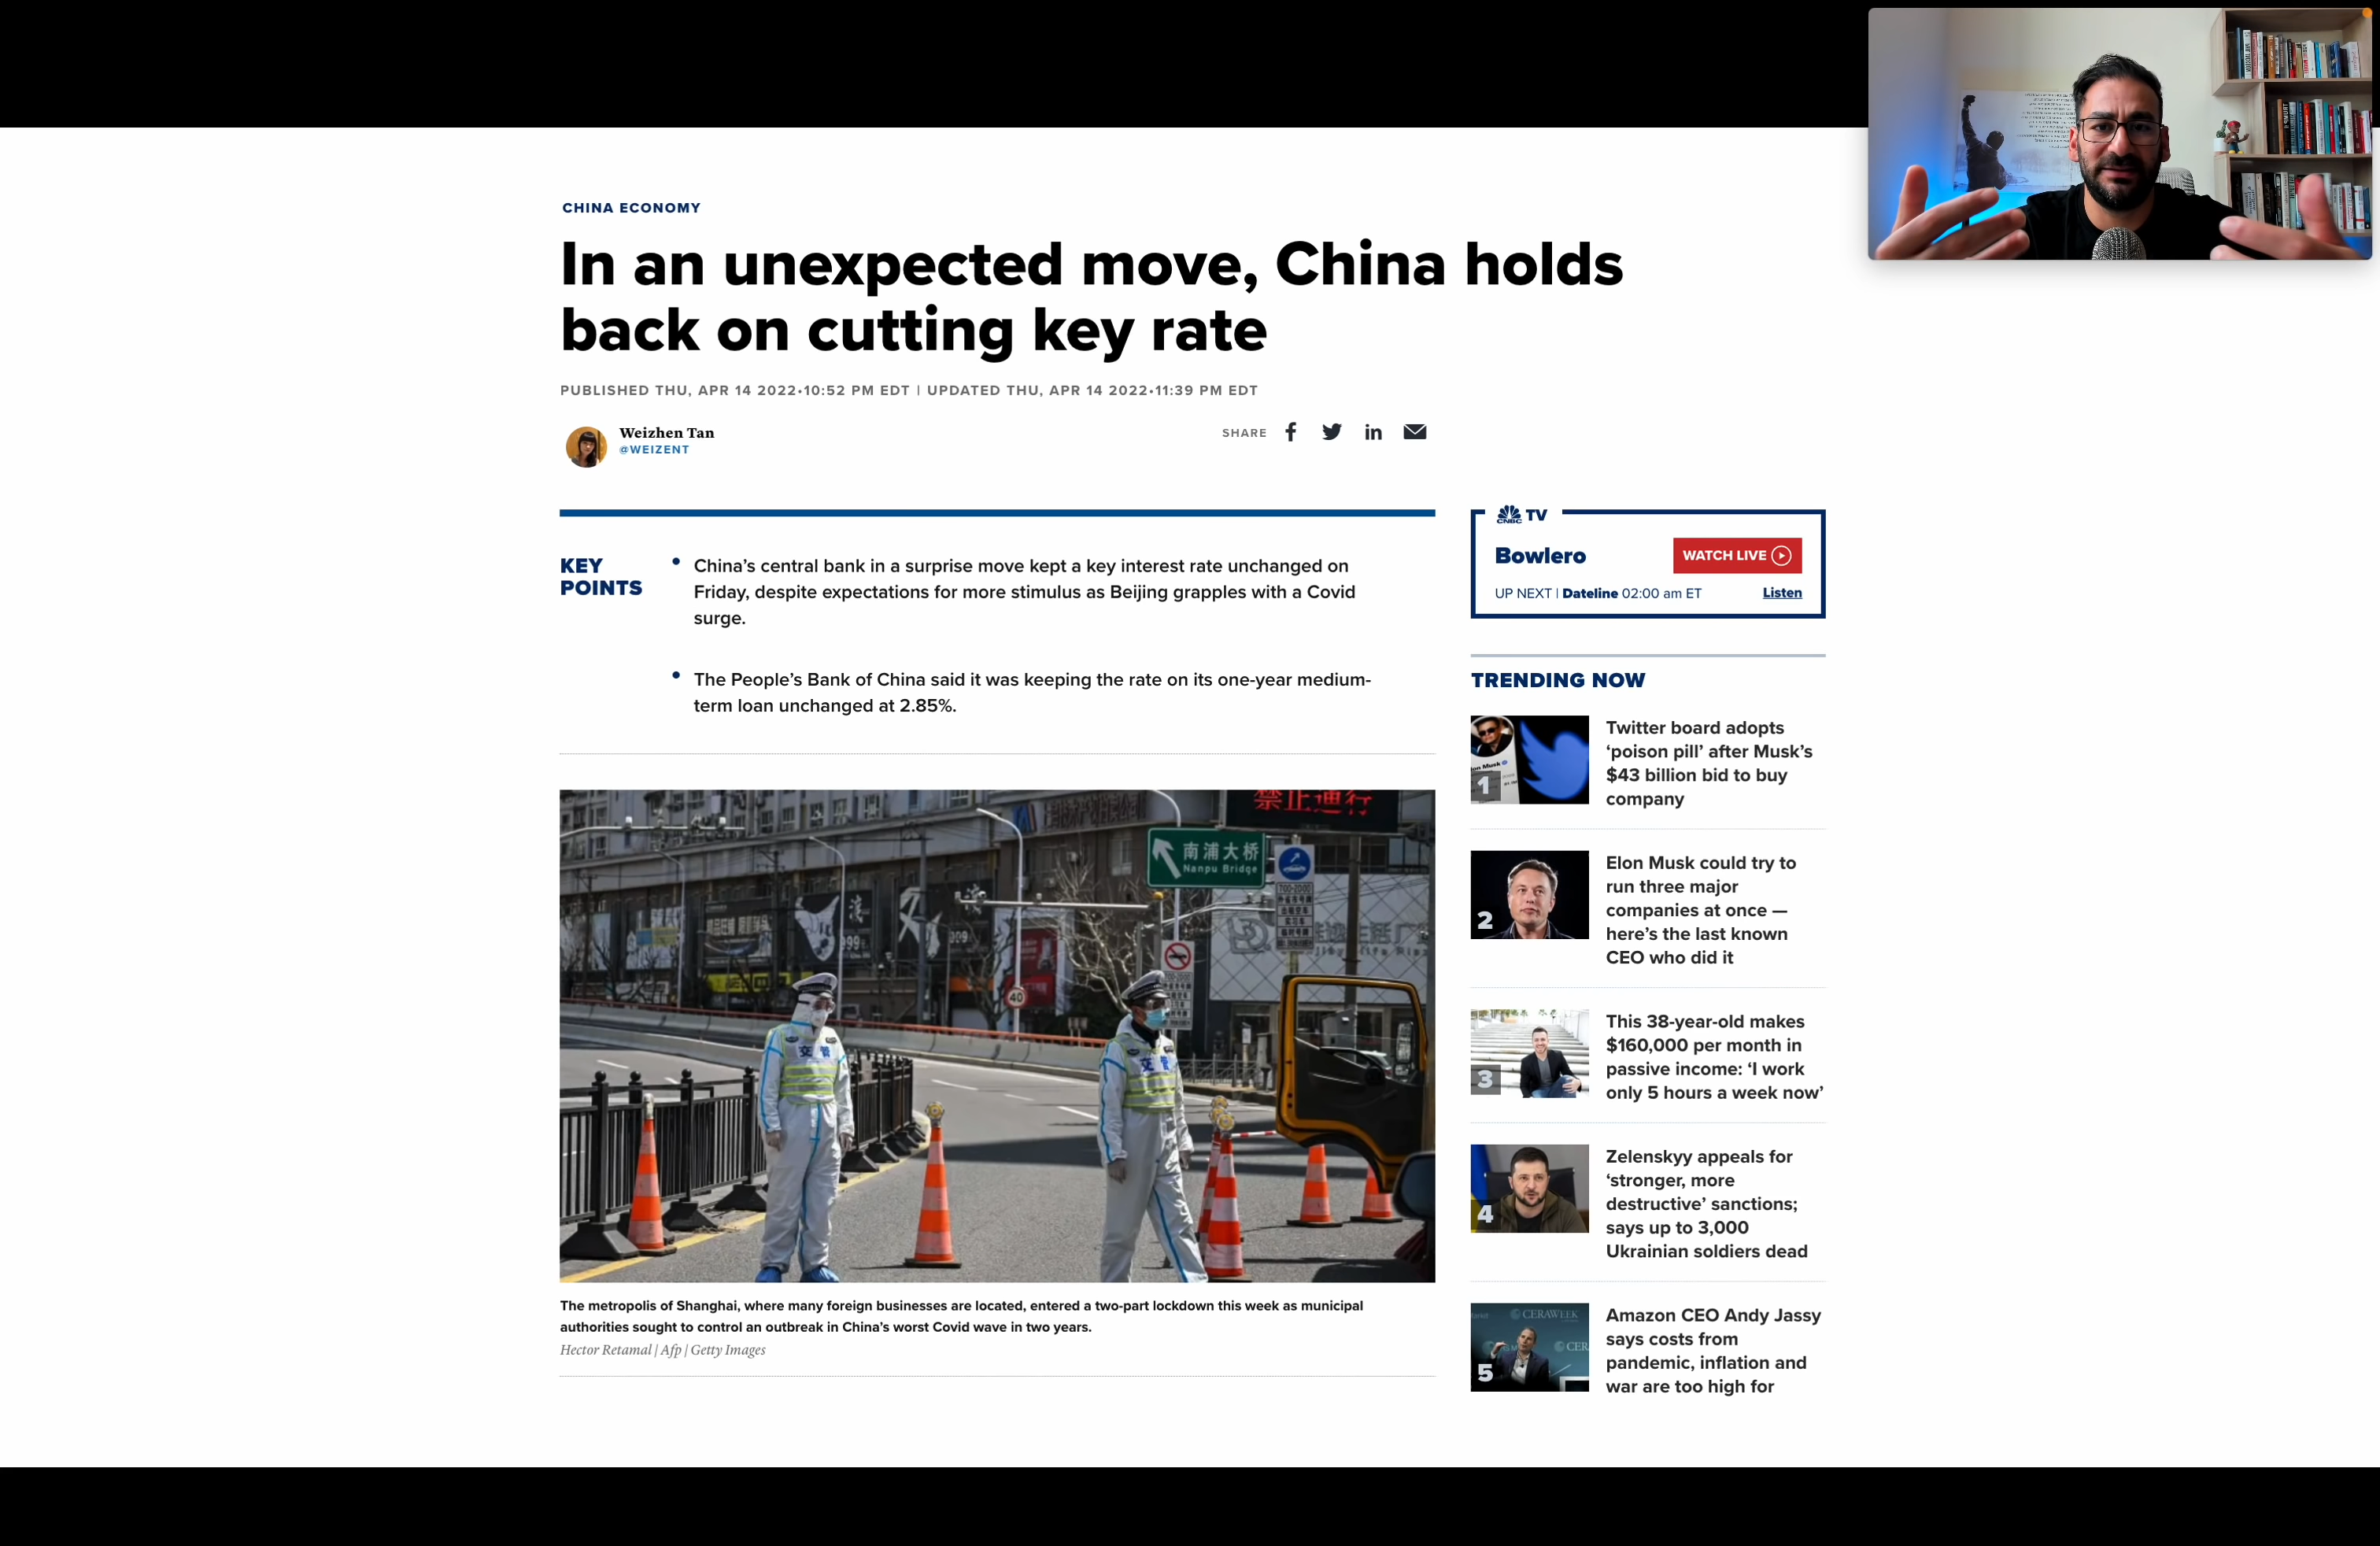 CHINA ECONOMY
In an unexpected move, China holds
back on cutting key rate
PUBLISHED THU, APR 14 2022•10:52 PM EDT | UPDATED THU, APR 14 2022•11:39 PM EDT
Weizhen Tan
@WEIZENT
SHARE
KEY
POINTS
• China’s central bank in a surprise move kept a key interest rate unchanged on
Friday, despite expectations for more stimulus as Beijing grapples with a Covid
surge.
• The People’s Bank of China said it was keeping the rate on its one-year medium-
term loan unchanged at 2.85%.
禁止通行
南浦大桥
Nanpu Bridge
40
999
309
交 管
交 管
The metropolis of Shanghai, where many foreign businesses are located, entered a two-part lockdown this week as municipal
authorities sought to control an outbreak in China’s worst Covid wave in two years.
Hector Retamal | Afp | Getty Images
CNBC TV
Bowlero
WATCH LIVE
UP NEXT | Dateline 02:00 am ET
Listen
TRENDING NOW
1
Twitter board adopts
‘poison pill’ after Musk’s
$43 billion bid to buy
company
2
Elon Musk could try to
run three major
companies at once —
here’s the last known
CEO who did it
3
This 38-year-old makes
$160,000 per month in
passive income: ‘I work
only 5 hours a week now’
4
Zelenskyy appeals for
‘stronger, more
destructive’ sanctions;
says up to 3,000
Ukrainian soldiers dead
CERAWEEK
5
Amazon CEO Andy Jassy
says costs from
pandemic, inflation and
war are too high for